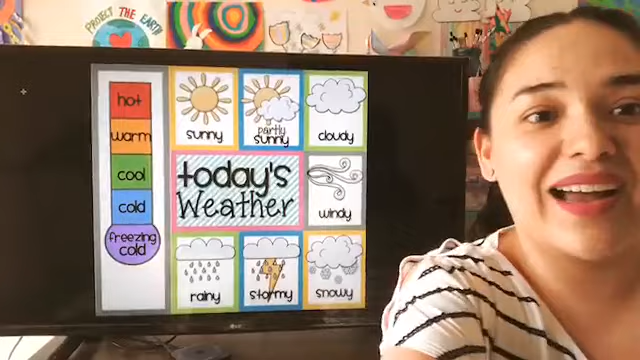 PROJECT THE EARTH
hot
warm
cool
cold
freezing
cold
sunny
partly
sunny
cloudy
today's
Weather
windy
rainy
stormy
snowy
LG